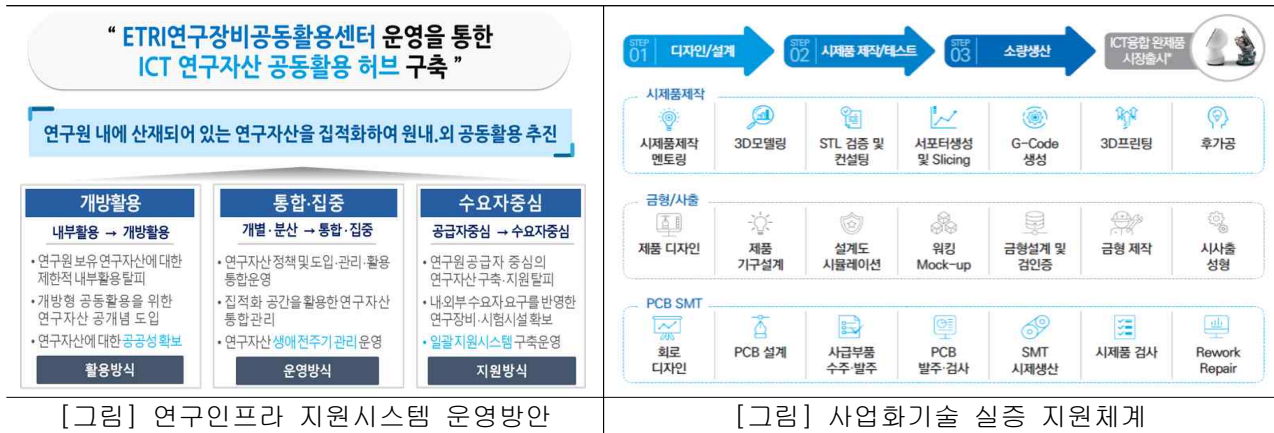 “ ETRI연구장비공동활용센터 운영을 통한
ICT 연구자산 공동활용 허브 구축 ”
연구원 내에 산재되어 있는 연구자산을 집적화하여 원내.외 공동활용 추진
개방활용
내부활용 → 개방활용
• 연구원 보유 연구자산에 대한
제한적 내부활용 탈피
• 개방형 공동활용을 위한
연구자산 공개념 도입
• 연구자산에 대한 공공성 확보
활용방식
통합·집중
개별·분산 → 통합·집중
• 연구자산 정책 및 도입·관리·활용
통합운영
• 집적화 공간을 활용한 연구자산
통합관리
• 연구자산 생애 전주기 관리 운영
운영방식
수요자중심
공급자중심 → 수요자중심
• 연구원 공급자 중심의
연구자산 구축·지원 탈피
• 내·외부 수요자 요구를 반영한
연구장비·시험시설 확보
• 일괄지원시스템 구축운영
지원방식
[그림] 연구인프라 지원시스템 운영방안
STEP 01 디자인/설계
STEP 02 시제품 제작/테스트
STEP 03 소량생산
ICT융합 완제품
시장출시"
시제품제작
시제품제작
멘토링
3D모델링
STL 검증 및
컨설팅
서포터생성
및 Slicing
G-Code
생성
3D프린팅
후가공
금형/사출
제품 디자인
제품
기구설계
설계도
시뮬레이션
워킹
Mock-up
금형설계 및
검인증
금형 제작
시사출
성형
PCB SMT
회로
디자인
PCB 설계
사급부품
수주·발주
PCB
발주·검사
SMT
시제생산
시제품 검사
Rework
Repair
[그림] 사업화기술 실증 지원체계